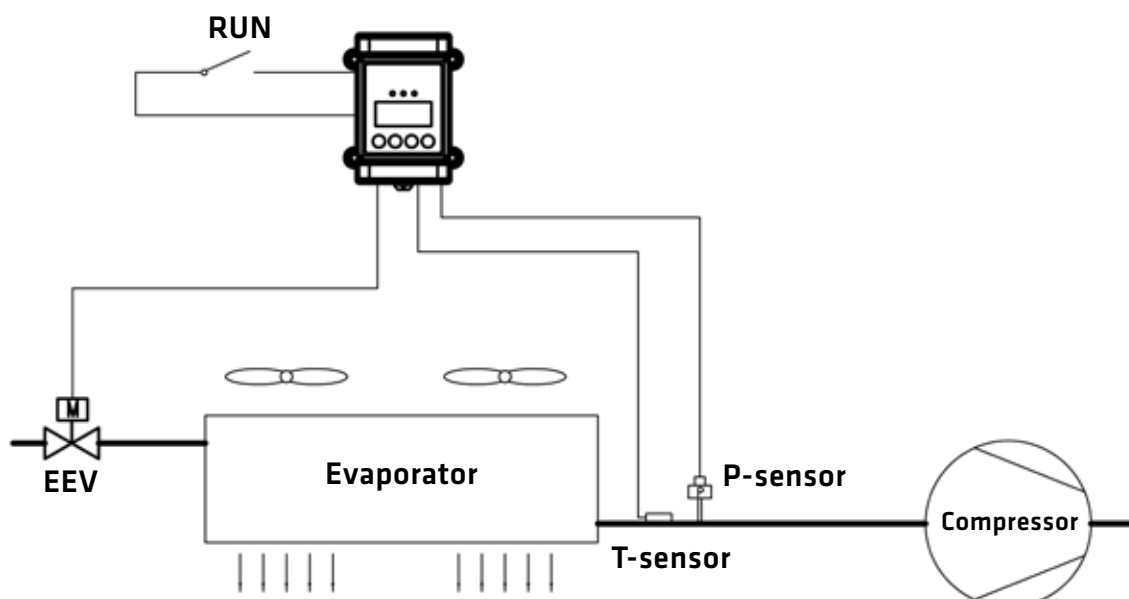 RUN
M
EEV
Evaporator
P
P-sensor
T-sensor
Compressor